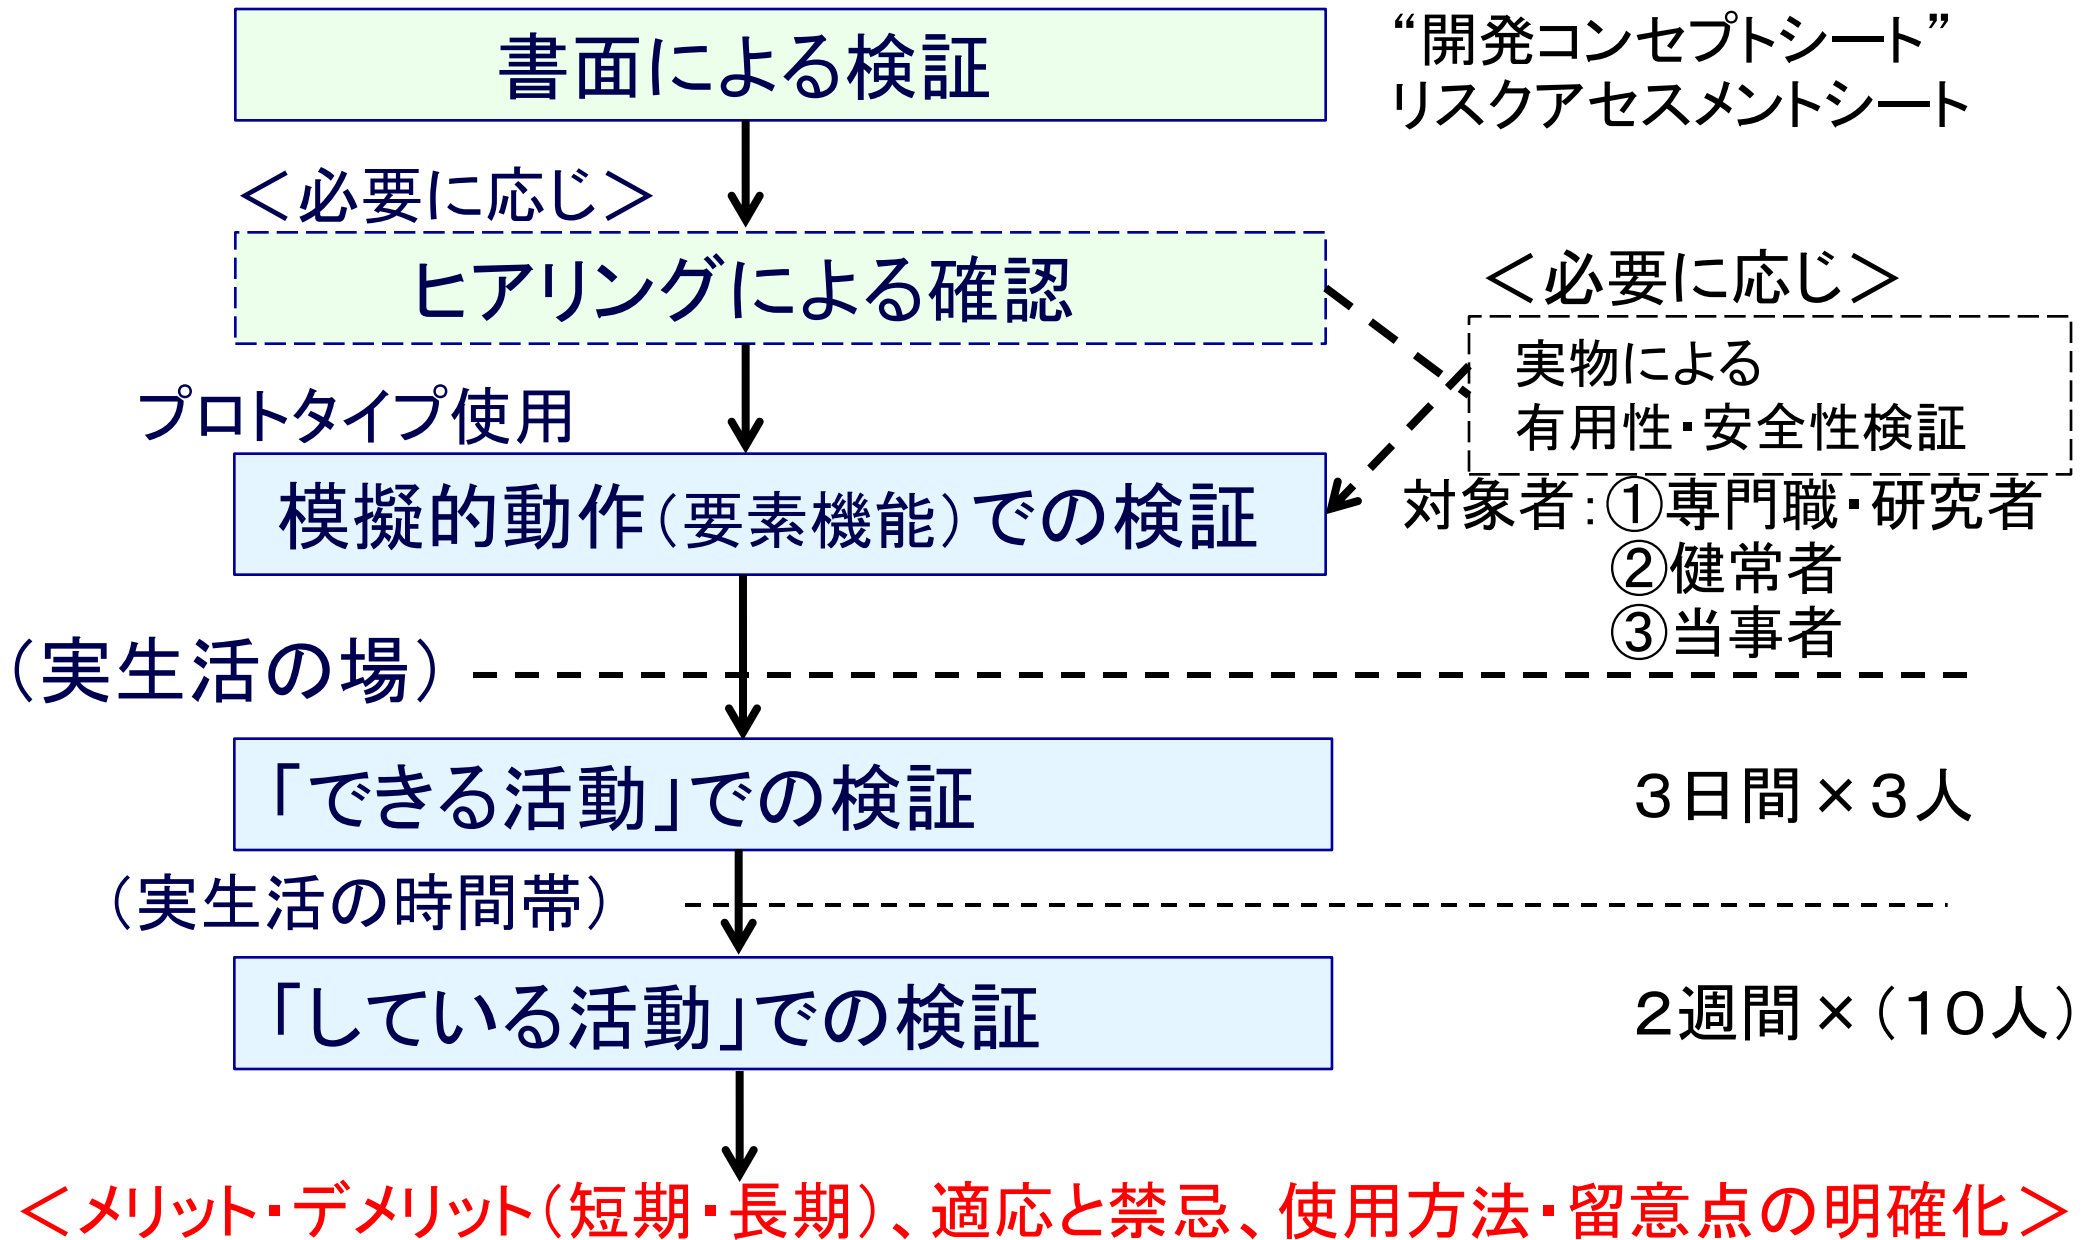 書面による検証
“開発コンセプトシート”
リスクアセスメントシート
＜必要に応じ＞
ヒアリングによる確認
＜必要に応じ＞
実物による
有用性・安全性検証
プロトタイプ使用
模擬的動作（要素機能）での検証
対象者：①専門職・研究者
②健常者
③当事者
（実生活の場）
「できる活動」での検証
３日間×３人
（実生活の時間帯）
「している活動」での検証
２週間×（１０人）
＜メリット・デメリット（短期・長期）、適応と禁忌、使用方法・留意点の明確化＞